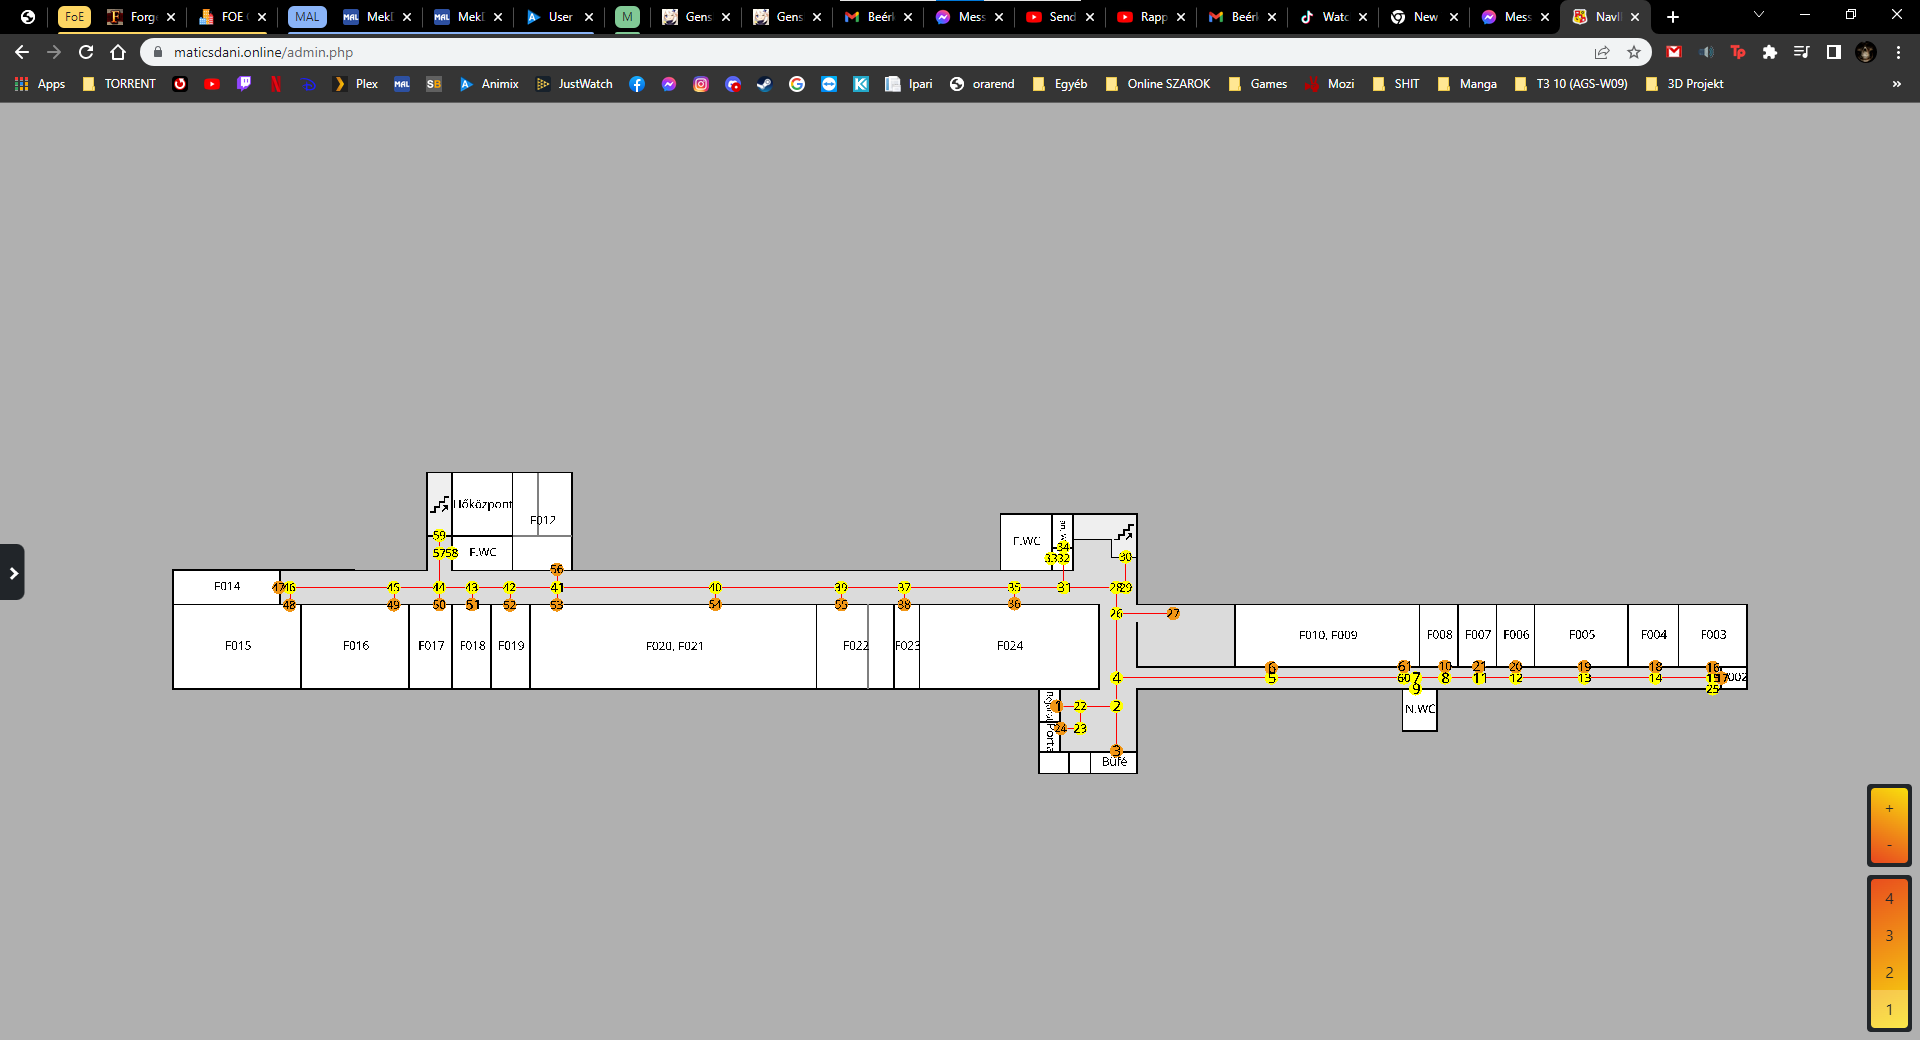 FoE Forg FOE MAL MekI MekI User M Gens Gens Beérk Mess Send Rapp Beérk Watc New Mess NavI
maticsdani.online/admin.php
Apps TORRENT Plex MAL SB Animix JustWatch Ipari orarend Egyéb Online SZAROK Games Mozi SHIT Manga T3 10 (AGS-W09) 3D Projekt »
Hőközpont
F012
59
F.WC
57 58
56
F.WC
34
33 32
30
F014
47 46 45 44 43 42 41 40 39 37 35 31 28 29
48 49 50 51 52 53 54 55 38 36
26 27
F015 F016 F017 F018 F019 F020, F021 F022 F023 F024
F010, F009 F008 F007 F006 F005 F004 F003
6 61 10 21 20 19 18 16
4 5 60 7 8 11 12 13 14 15 17 F002
9 25
N.WC
1 22 2
24 23
Porta
3
Büfé
+
-
4
3
2
1